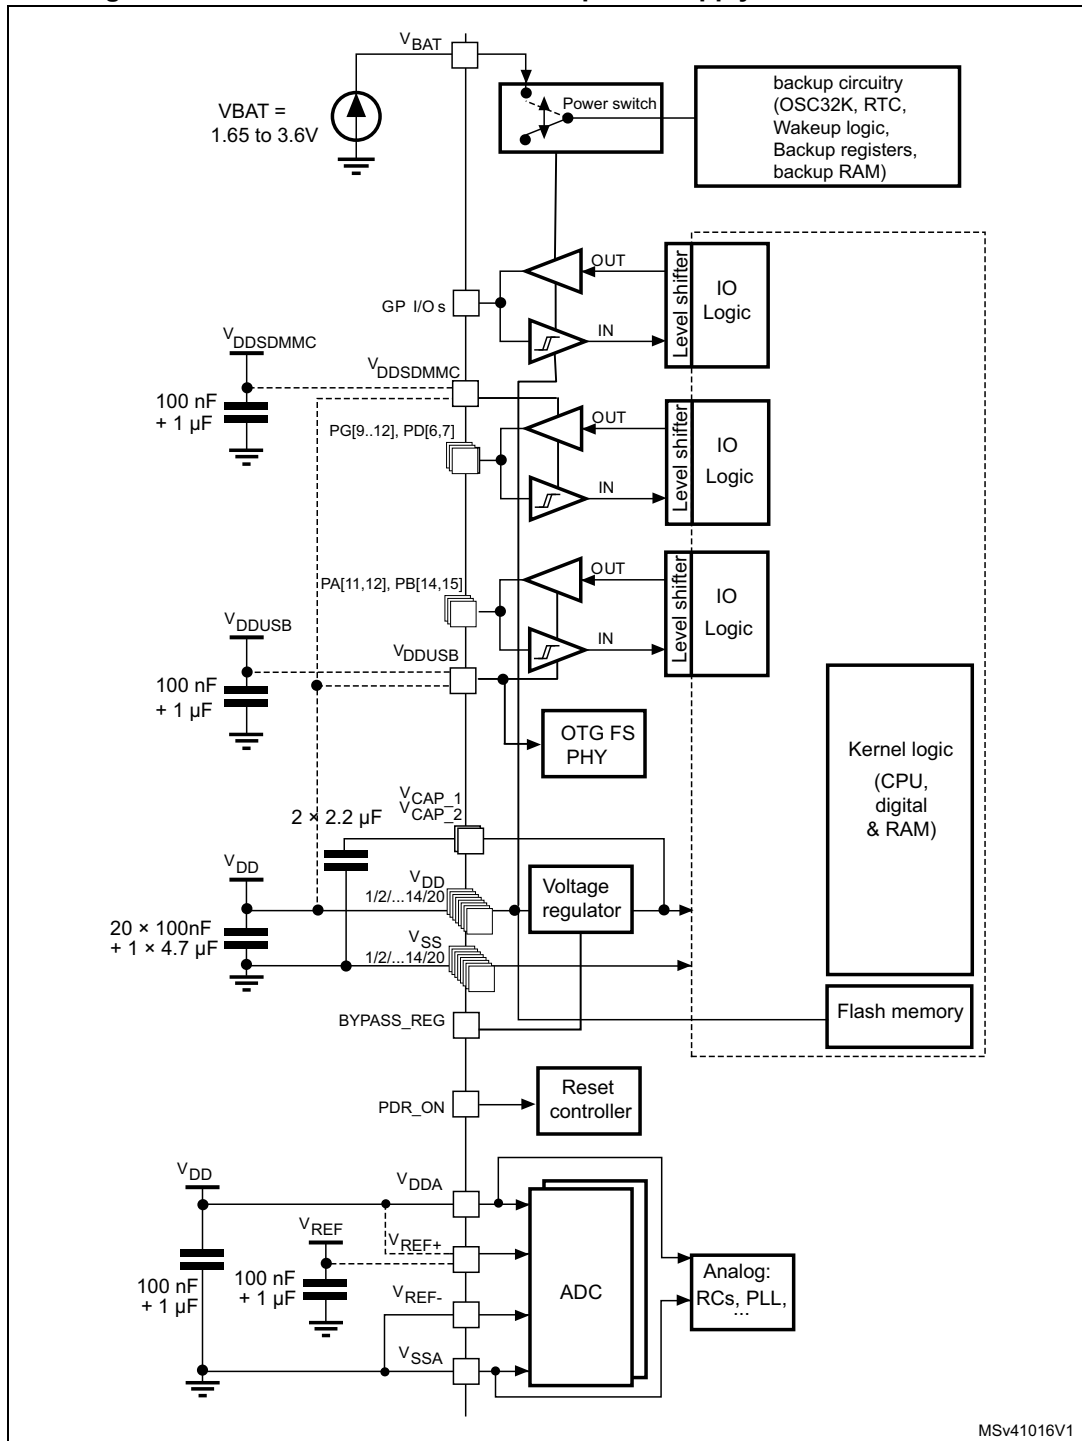 VBAT
VBAT =
1.65 to 3.6V
Power switch
backup circuitry
(OSC32K, RTC,
Wakeup logic,
Backup registers,
backup RAM)
GP I/Os
OUT
IN
Level shifter
IO
Logic
VDDSDMMC
100 nF
+ 1 µF
VDDSDMMC
PG[9..12], PD[6,7]
OUT
IN
Level shifter
IO
Logic
PA[11,12], PB[14,15]
OUT
IN
Level shifter
IO
Logic
VDDUSB
100 nF
+ 1 µF
VDDUSB
OTG FS
PHY
Kernel logic
(CPU,
digital
& RAM)
VCAP_1
VCAP_2
2 × 2.2 µF
VDD
20 × 100nF
+ 1 × 4.7 µF
VDD
1/2/...14/20
Voltage
regulator
VSS
1/2/...14/20
Flash memory
BYPASS_REG
PDR_ON
Reset
controller
VDD
100 nF
+ 1 µF
VDDA
VREF
100 nF
+ 1 µF
VREF+
VREF-
VSSA
ADC
Analog:
RCs, PLL,
...
MSv41016V1